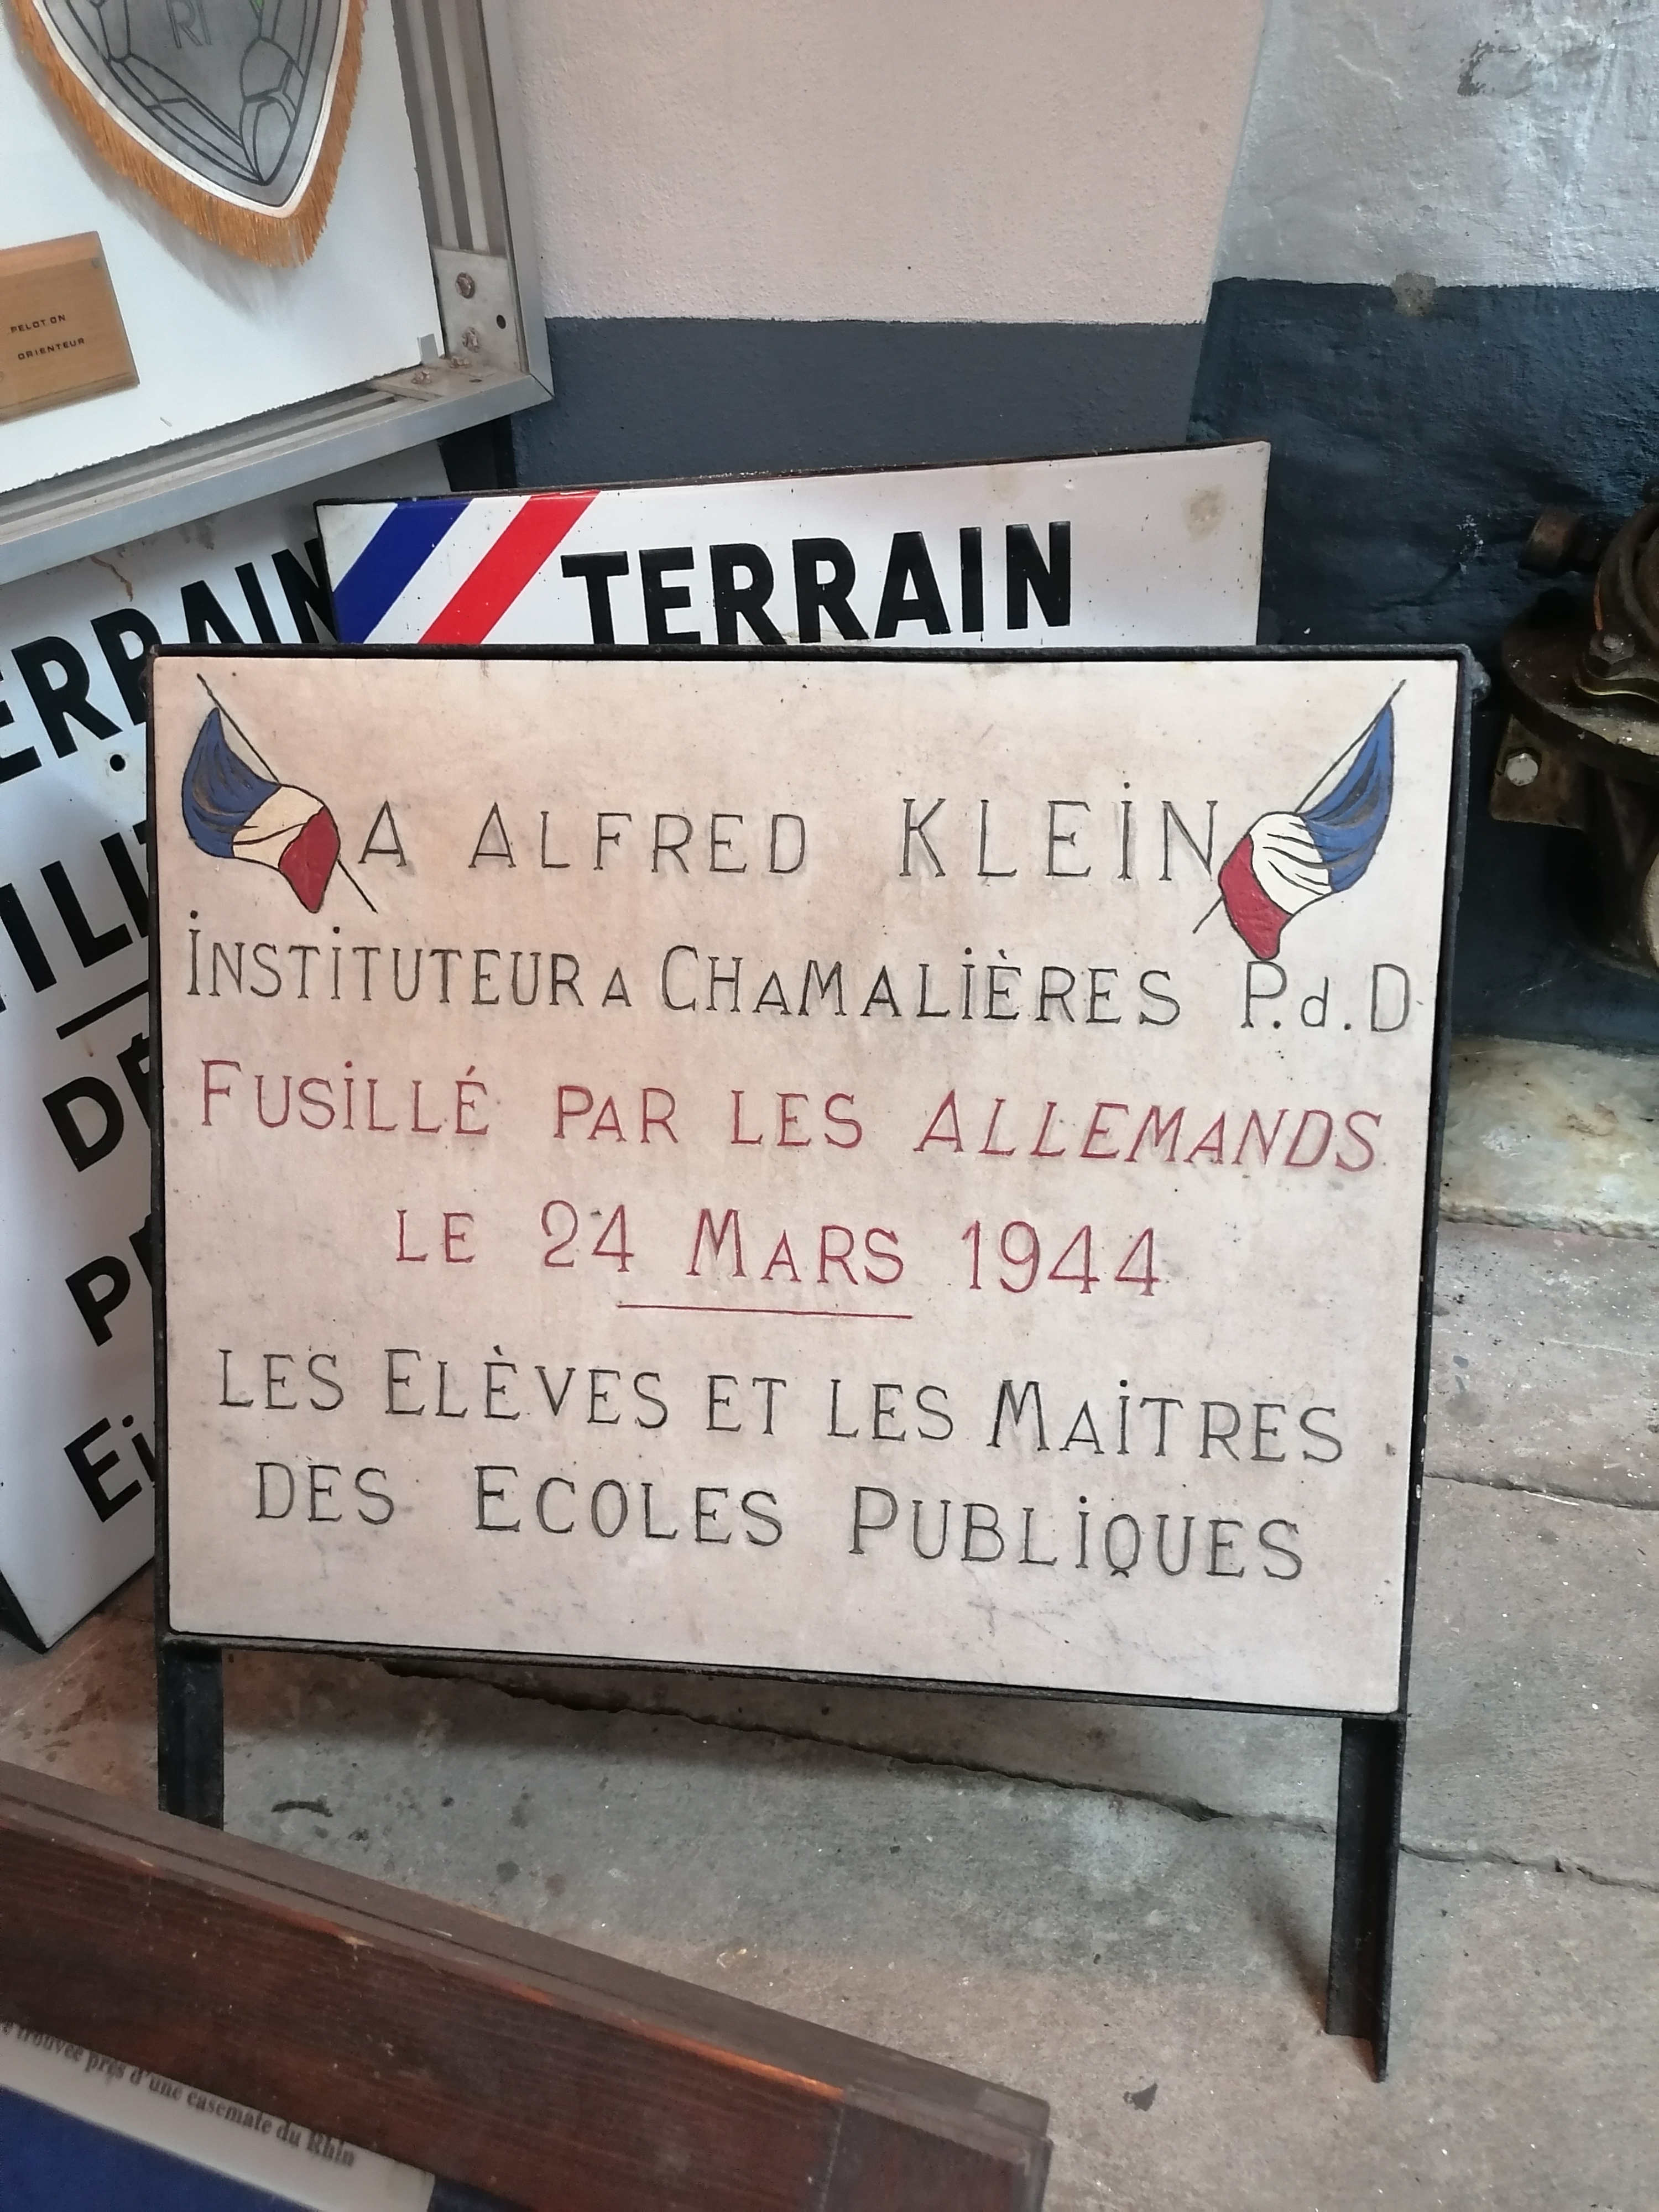 RI
PELOTON
ORIENTEUR
TERRAIN
A ALFRED KLEIN
INSTITUTEUR A CHAMALIÈRES P.d.D
FUSILLÉ PAR LES ALLEMANDS
LE 24 MARS 1944
LES ELÈVES ET LES MAITRES
DES ECOLES PUBLIQUES
trouvée près d'une casemate du Rhin